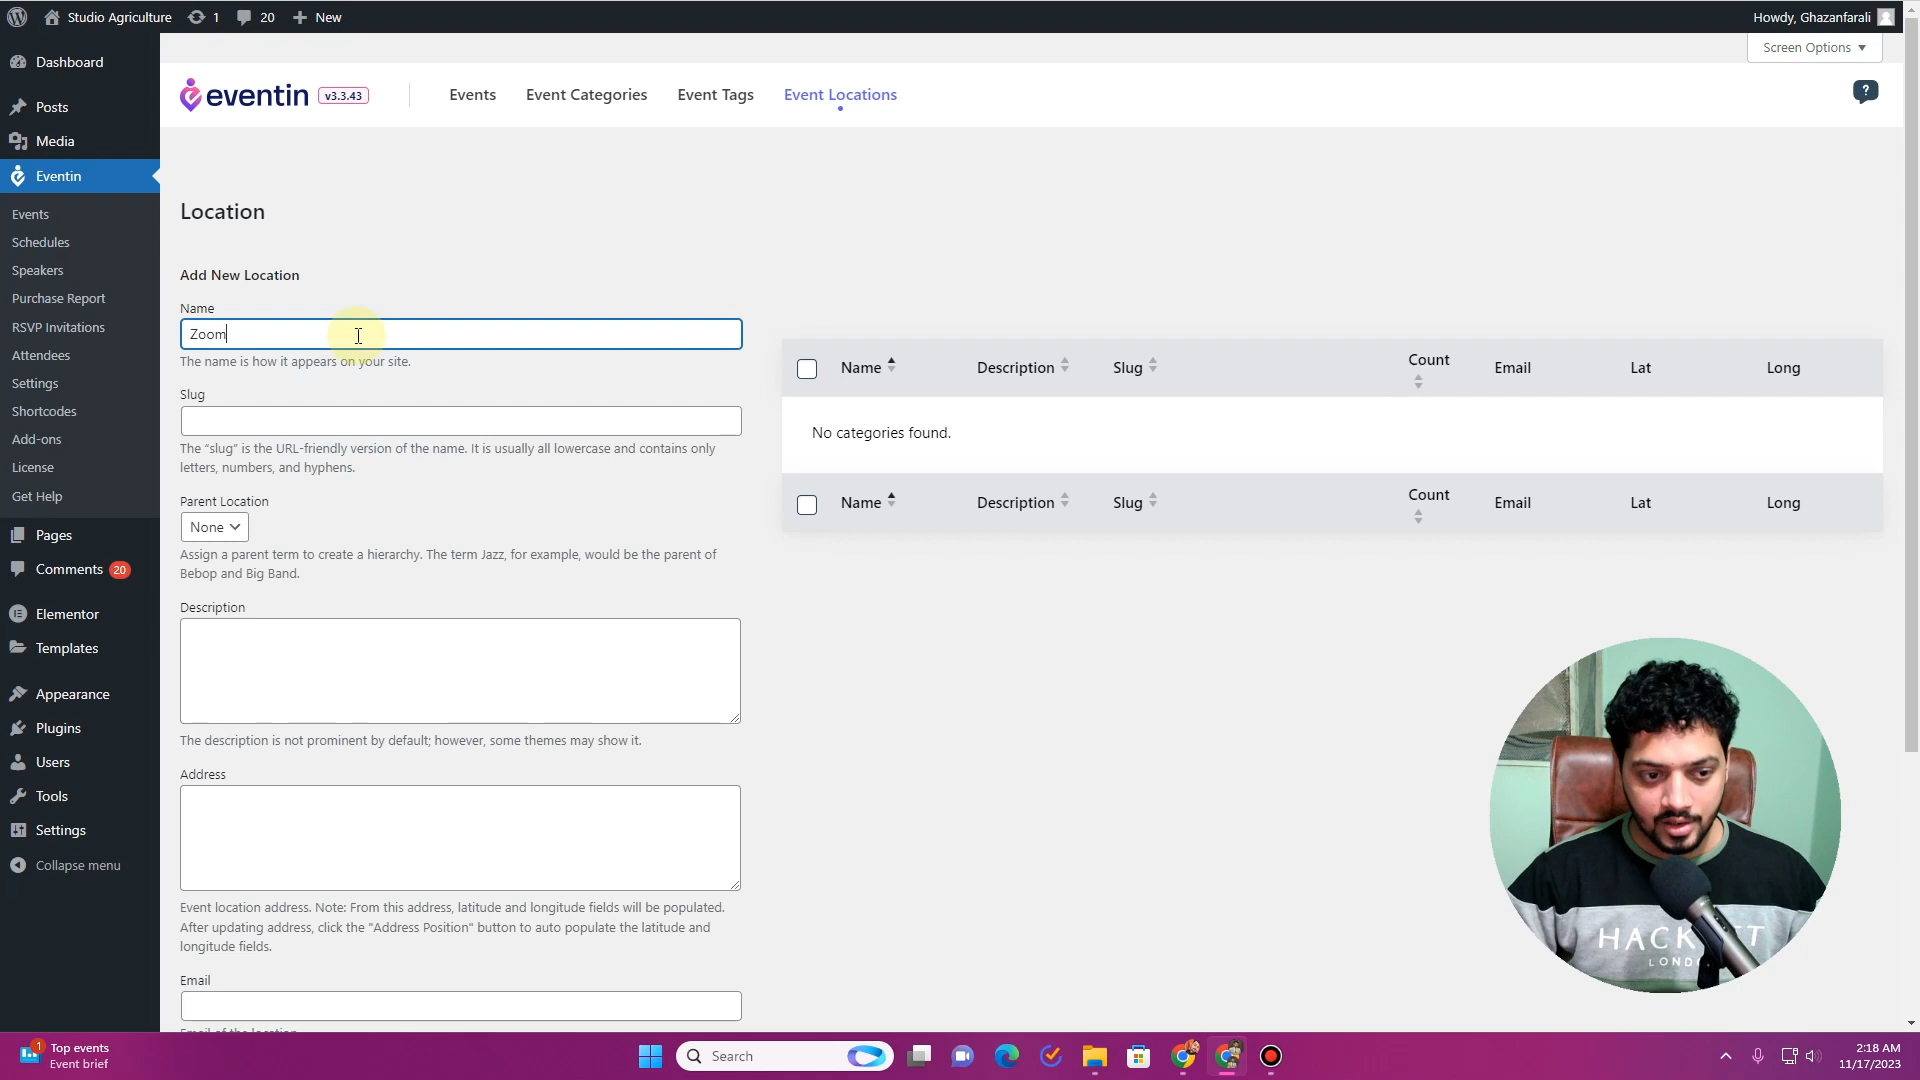 Studio Agriculture
1
20
New
Howdy, Ghazanfarali
Screen Options
eventin
v3.3.43
Events
Event Categories
Event Tags
Event Locations
?
Dashboard
Posts
Media
Eventin
Events
Schedules
Speakers
Purchase Report
RSVP Invitations
Attendees
Settings
Shortcodes
Add-ons
License
Get Help
Pages
Comments 20
Elementor
Templates
Appearance
Plugins
Users
Tools
Settings
Collapse menu
Location
Add New Location
Name
Zoom
The name is how it appears on your site.
Slug
The “slug” is the URL-friendly version of the name. It is usually all lowercase and contains only
letters, numbers, and hyphens.
Parent Location
None
Assign a parent term to create a hierarchy. The term Jazz, for example, would be the parent of
Bebop and Big Band.
Description
The description is not prominent by default; however, some themes may show it.
Address
Event location address. Note: From this address, latitude and longitude fields will be populated.
After updating address, click the "Address Position" button to auto populate the latitude and
longitude fields.
Email
Email of the location
Name Description Slug Count Email Lat Long
No categories found.
Name Description Slug Count Email Lat Long
LOND
1
Top events
Event brief
Search
2:18 AM
11/17/2023